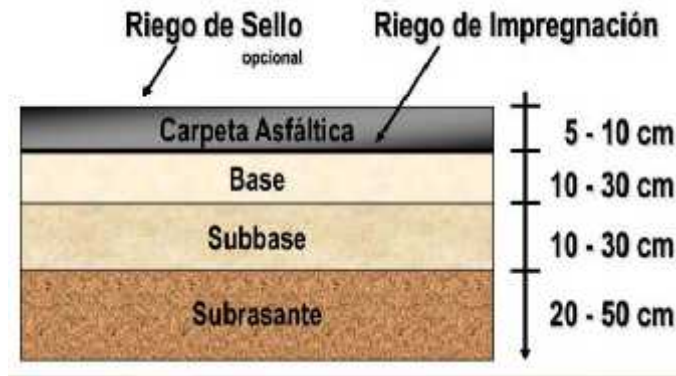 Riego de Sello
opcional
Riego de Impregnación
Carpeta Asfáltica
5 - 10 cm
Base
10 - 30 cm
Subbase
10 - 30 cm
Subrasante
20 - 50 cm